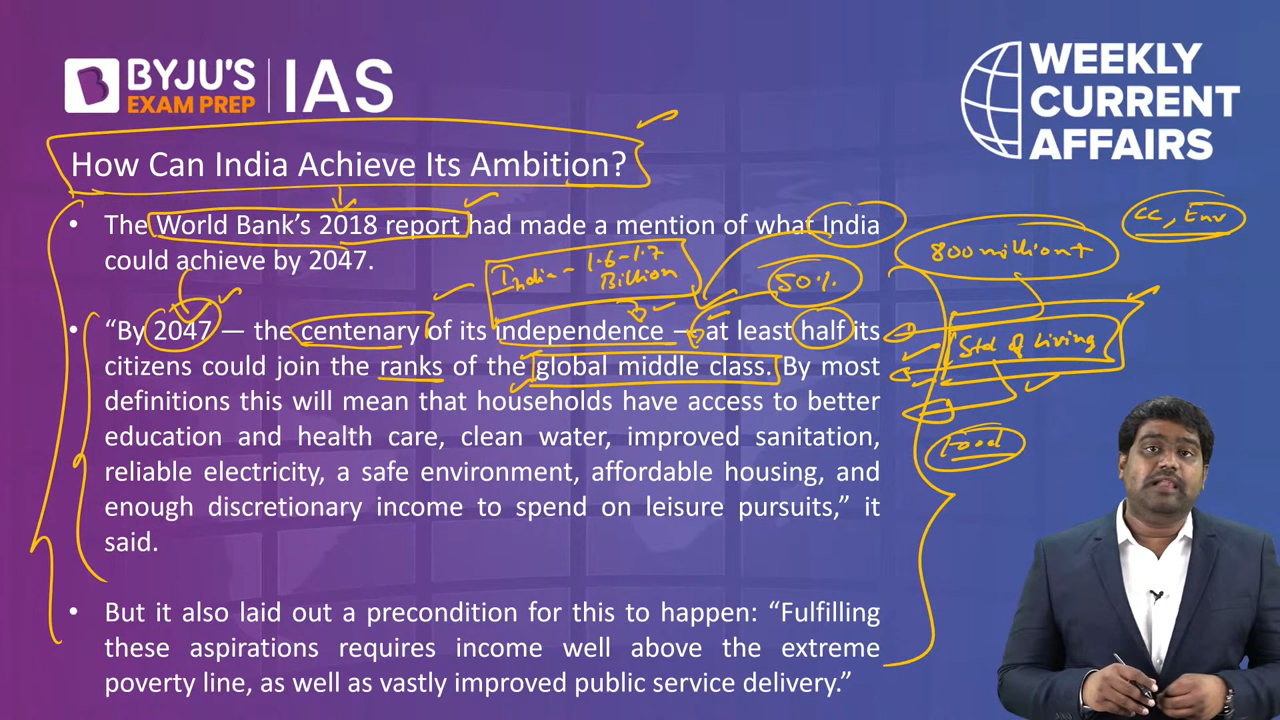 BYJU'S
EXAM PREP
IAS
WEEKLY
CURRENT
AFFAIRS
How Can India Achieve Its Ambition?
• The World Bank's 2018 report had made a mention of what India
could achieve by 2047.
India - 1.6-1.7
Billion
50%
800 million+
CC, Env
• “By 2047 — the centenary of its independence — at least half its
citizens could join the ranks of the global middle class. By most
definitions this will mean that households have access to better
education and health care, clean water, improved sanitation,
reliable electricity, a safe environment, affordable housing, and
enough discretionary income to spend on leisure pursuits,” it
said.
Std of Living
Food
• But it also laid out a precondition for this to happen: “Fulfilling
these aspirations requires income well above the extreme
poverty line, as well as vastly improved public service delivery.”